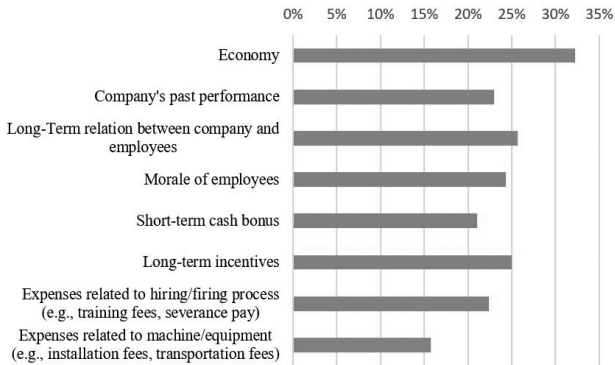 0% 5% 10% 15% 20% 25% 30% 35%
Economy
Company's past performance
Long-Term relation between company and
employees
Morale of employees
Short-term cash bonus
Long-term incentives
Expenses related to hiring/firing process
(e.g., training fees, severance pay)
Expenses related to machine/equipment
(e.g., installation fees, transportation fees)